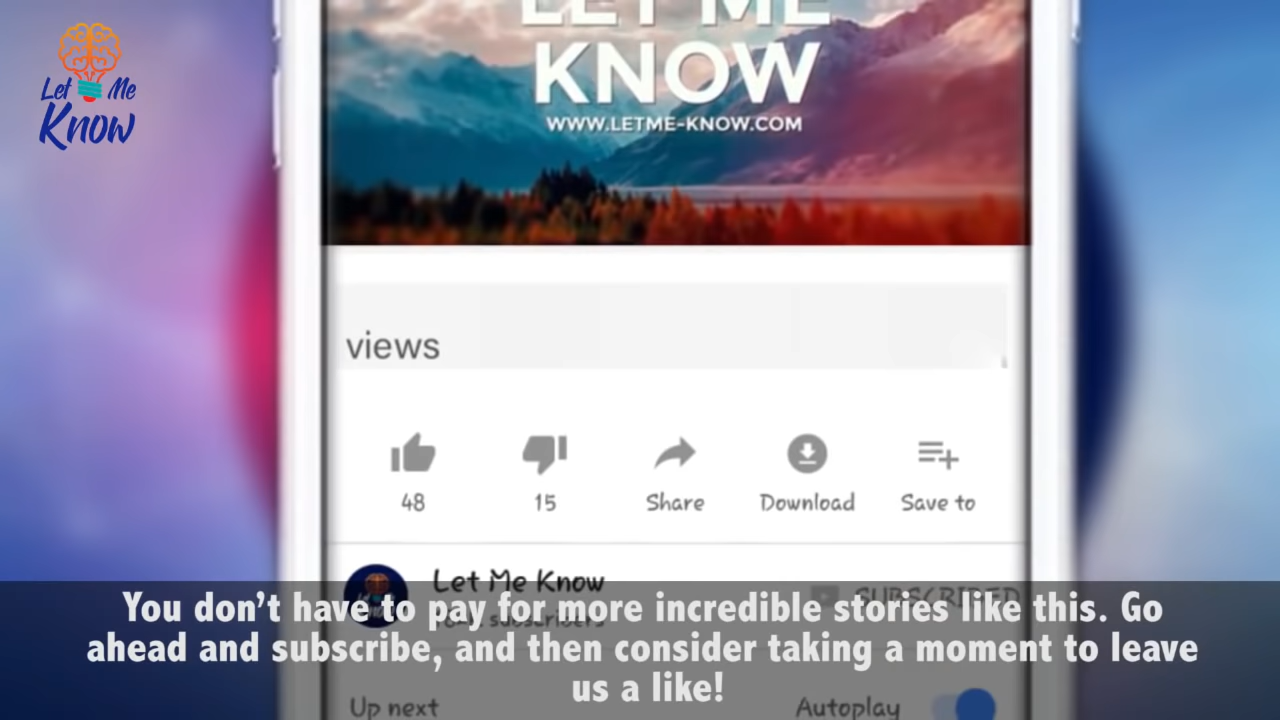 Let Me
Know
LET ME
KNOW
WWW.LETME-KNOW.COM
views
48
15
Share
Download
Save to
Let Me Know
SUBSCRIBED
subscribers
You don't have to pay for more incredible stories like this. Go
ahead and subscribe, and then consider taking a moment to leave
us a like!
Up next
Autoplay